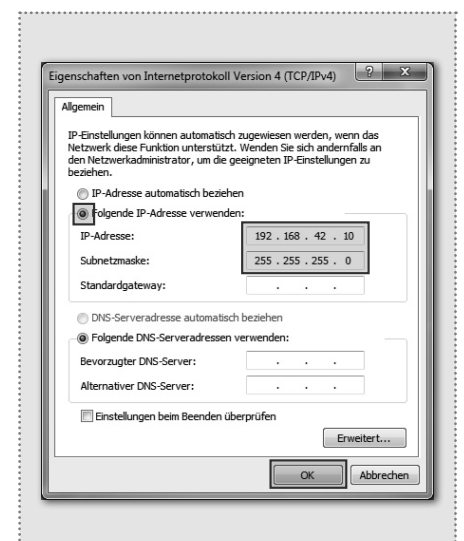 Eigenschaften von Internetprotokoll Version 4 (TCP/IPv4)
? X
Allgemein
IP-Einstellungen können automatisch zugewiesen werden, wenn das
Netzwerk diese Funktion unterstützt. Wenden Sie sich andernfalls an
den Netzwerkadministrator, um die geeigneten IP-Einstellungen zu
beziehen.
IP-Adresse automatisch beziehen
Folgende IP-Adresse verwenden:
IP-Adresse: 192 . 168 . 42 . 10
Subnetzmaske: 255 . 255 . 255 . 0
Standardgateway: . . .
DNS-Serveradresse automatisch beziehen
Folgende DNS-Serveradressen verwenden:
Bevorzugter DNS-Server: . . .
Alternativer DNS-Server: . . .
Einstellungen beim Beenden überprüfen
Erweitert...
OK Abbrechen